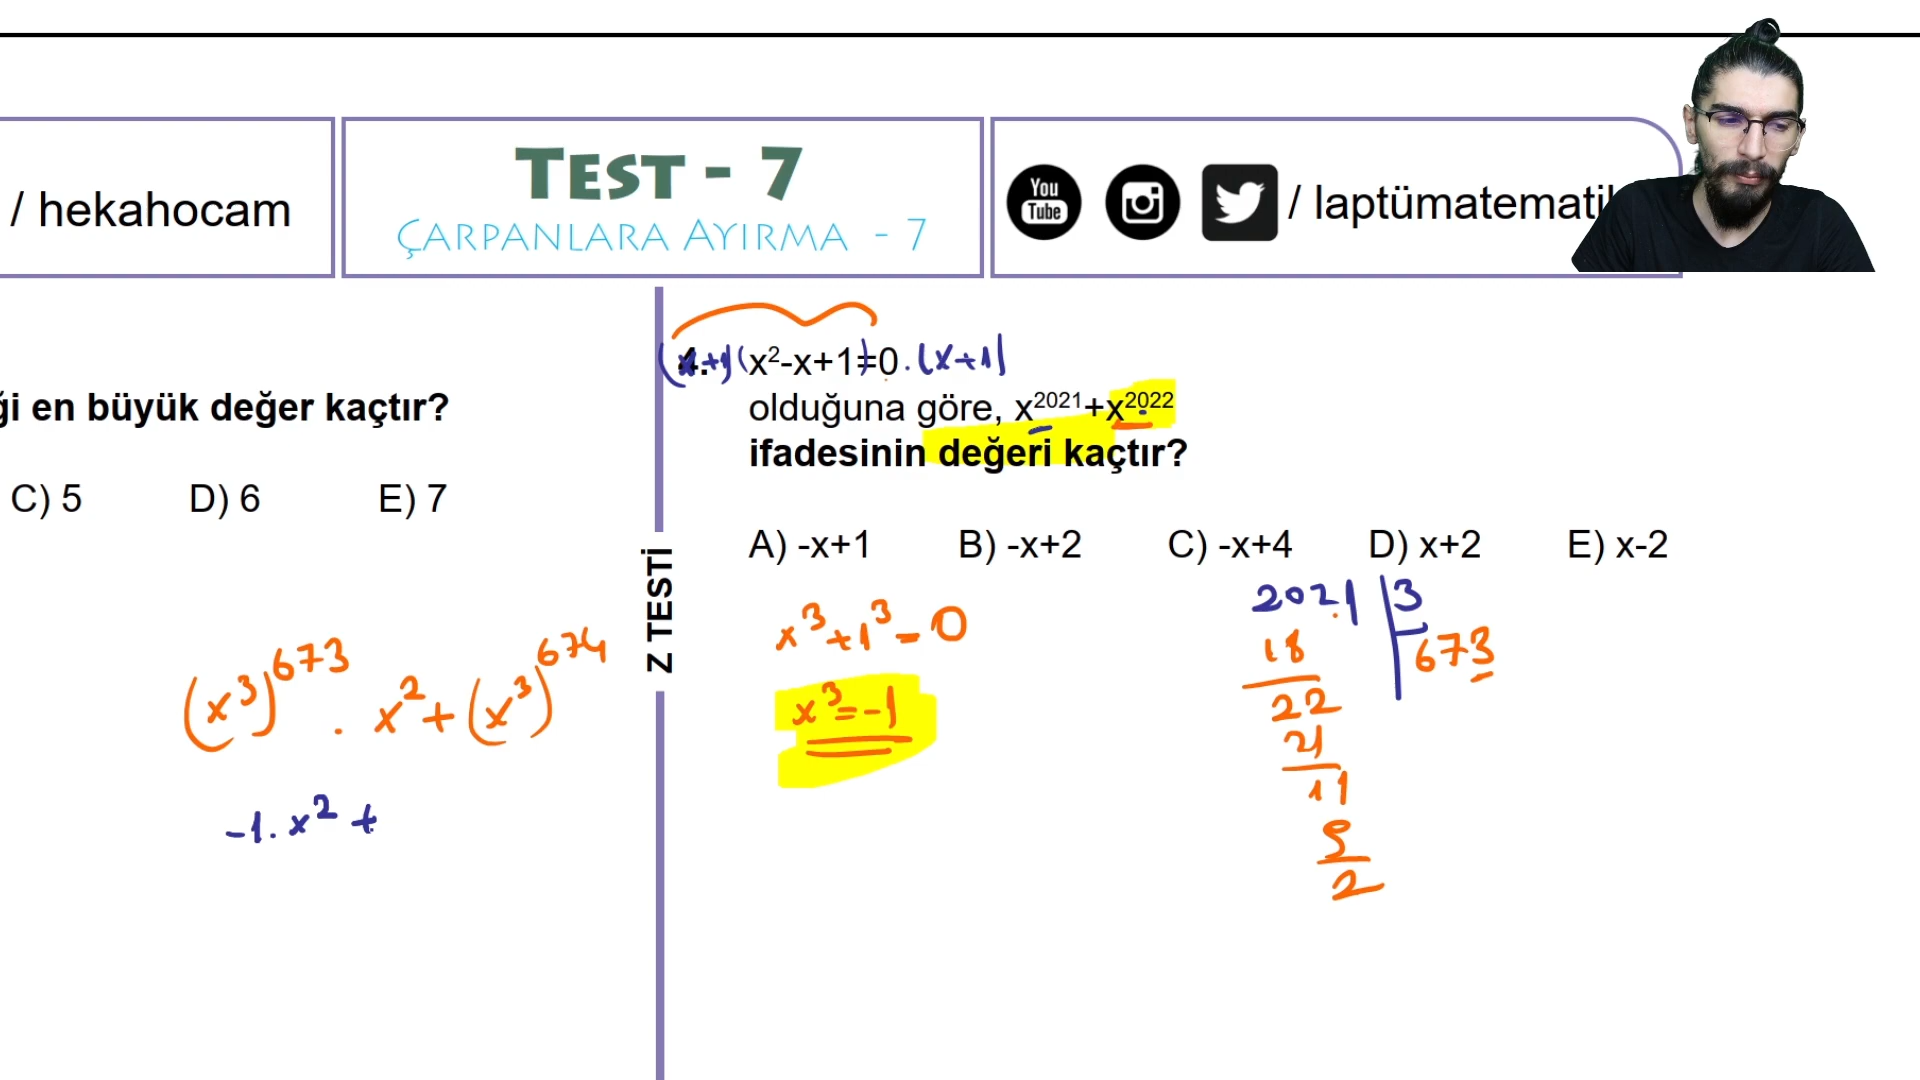 / hekahocam
TEST - 7
ÇARPANLARA AYIRMA - 7
You
Tube
/ laptümatemati
ği en büyük değer kaçtır?
C) 5 D) 6 E) 7
(x³)⁶⁷³ . x² + (x³)⁶⁷⁴
-1 . x² +
Z TESTİ
4. (x+1)(x²-x+1)=0 . (x+1)
olduğuna göre, x²⁰²¹+x²⁰²²
ifadesinin değeri kaçtır?
A) -x+1 B) -x+2 C) -x+4 D) x+2 E) x-2
x³+1³=0
x³=-1
2021 | 3
18 673
22
21
11
9
2